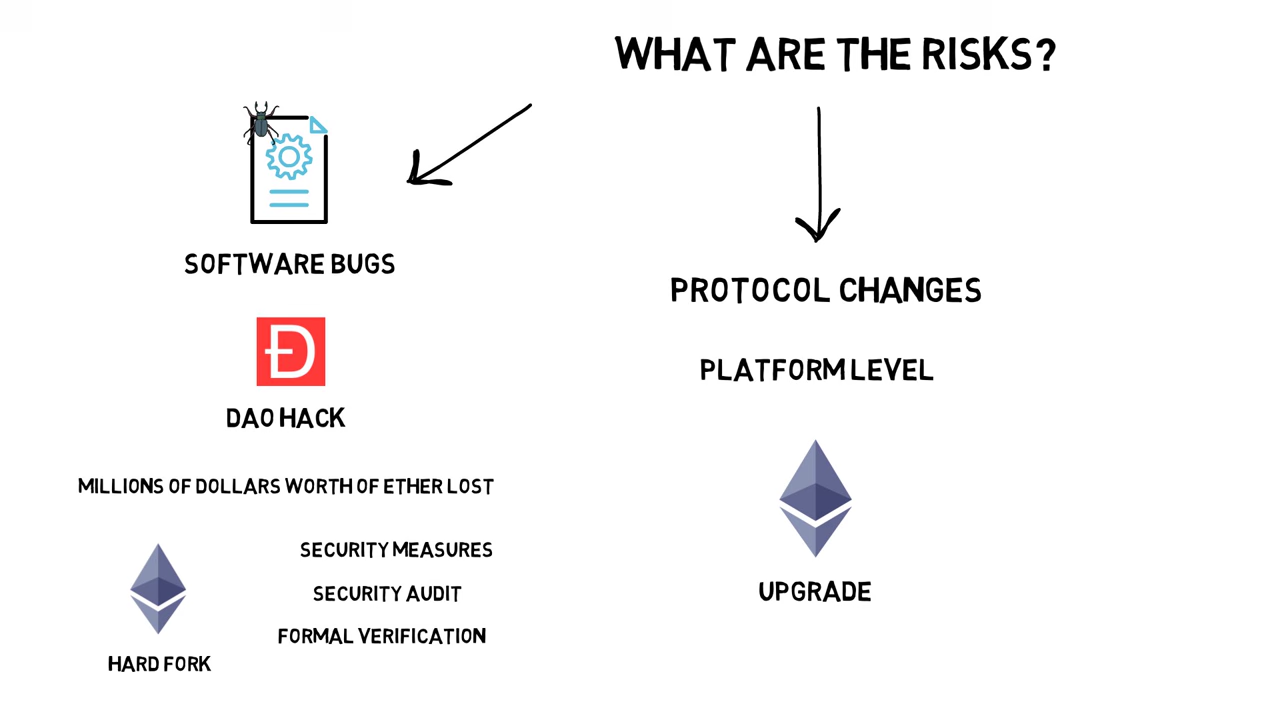 WHAT ARE THE RISKS?
SOFTWARE BUGS
Đ
DAO HACK
MILLIONS OF DOLLARS WORTH OF ETHER LOST
SECURITY MEASURES
SECURITY AUDIT
FORMAL VERIFICATION
HARD FORK
PROTOCOL CHANGES
PLATFORM LEVEL
UPGRADE